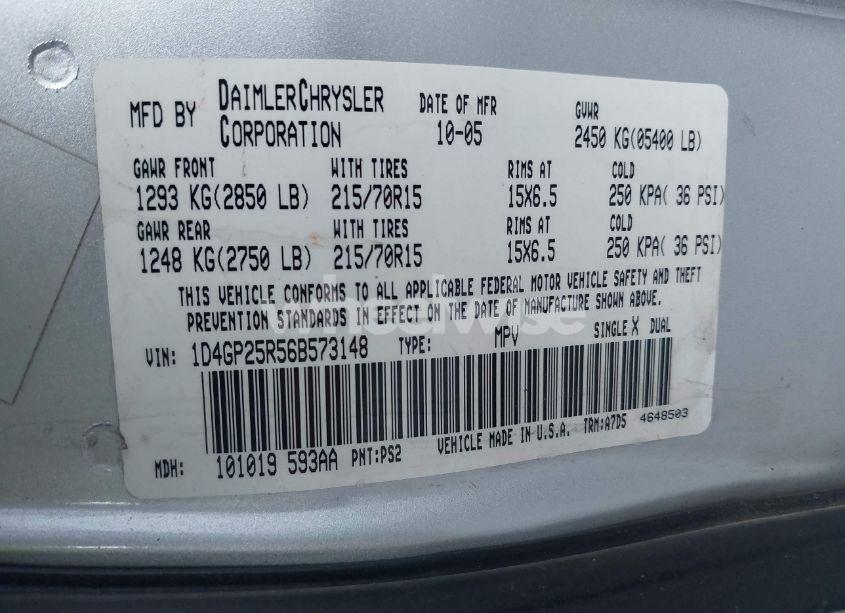 MFD BY DAIMLERCHRYSLER CORPORATION DATE OF MFR 10-05 GVWR 2450 KG(05400 LB)
GAWR FRONT WITH TIRES RIMS AT COLD
1293 KG(2850 LB) 215/70R15 15X6.5 250 KPA( 36 PSI)
GAWR REAR WITH TIRES RIMS AT COLD
1248 KG(2750 LB) 215/70R15 15X6.5 250 KPA( 36 PSI)
THIS VEHICLE CONFORMS TO ALL APPLICABLE FEDERAL MOTOR VEHICLE SAFETY AND THEFT
PREVENTION STANDARDS IN EFFECT ON THE DATE OF MANUFACTURE SHOWN ABOVE.
wheelwise
VIN: 1D4GP25R56B573148 TYPE: MPV SINGLE X DUAL
MDH: 101019 593AA PNT:PS2 VEHICLE MADE IN U.S.A. TRM:A7D5 4648503